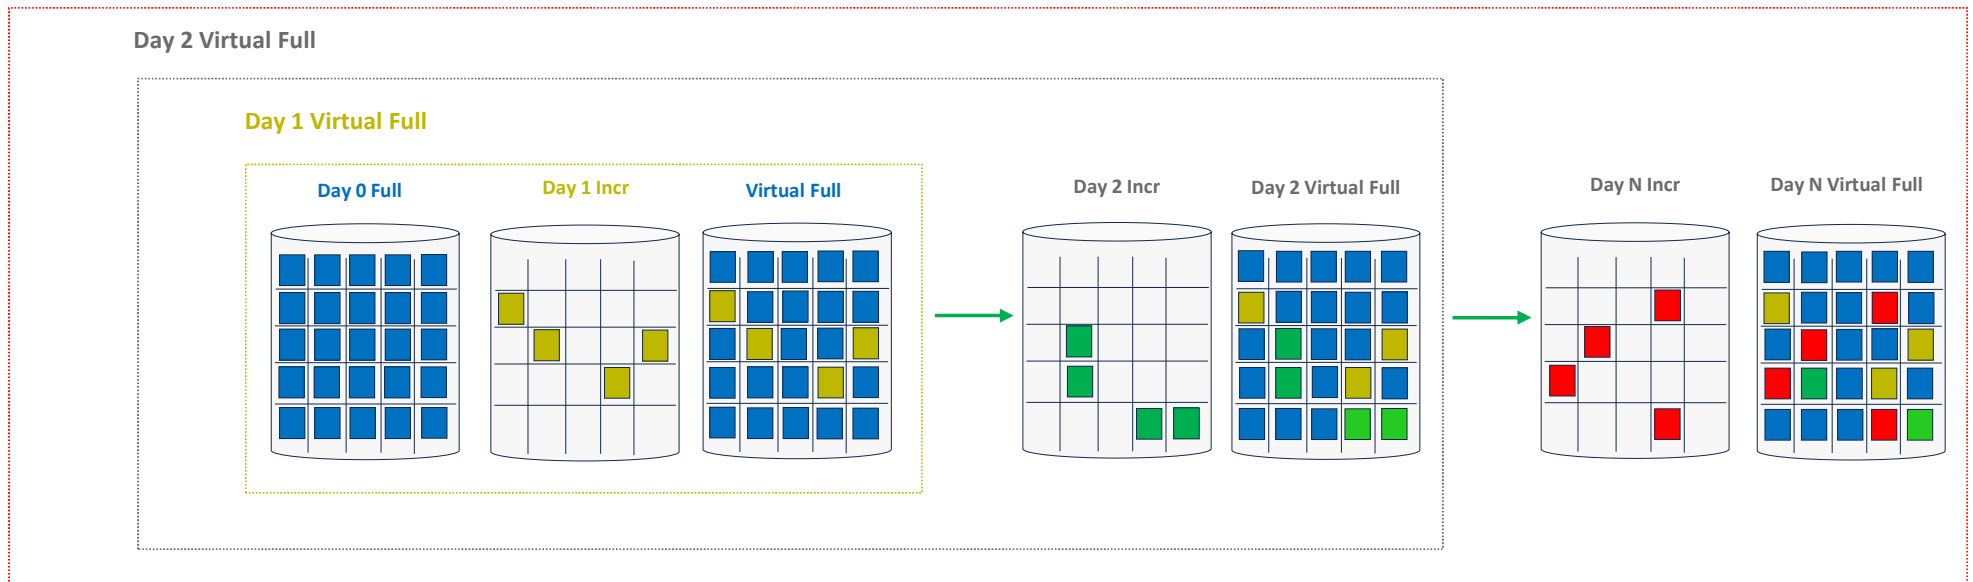 Day 2 Virtual Full
Day 1 Virtual Full
Day 0 Full
Day 1 Incr
Virtual Full
Day 2 Incr
Day 2 Virtual Full
Day N Incr
Day N Virtual Full